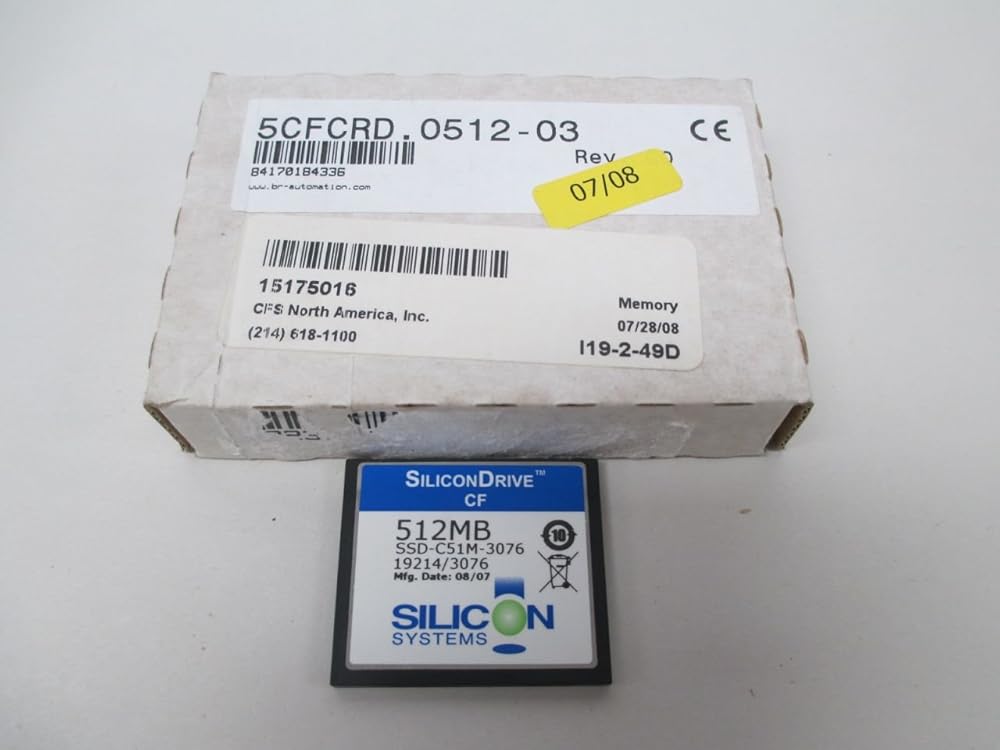 5CFCRD.0512-03
Rev.
84170184336
www.br-automation.com
07/08
15175016
CFS North America, Inc.
(214) 618-1100
Memory
07/28/08
I19-2-49D
SILICONDRIVE™
CF
512MB
10
SSD-C51M-3076
19214/3076
Mfg. Date: 08/07
SILICON
SYSTEMS